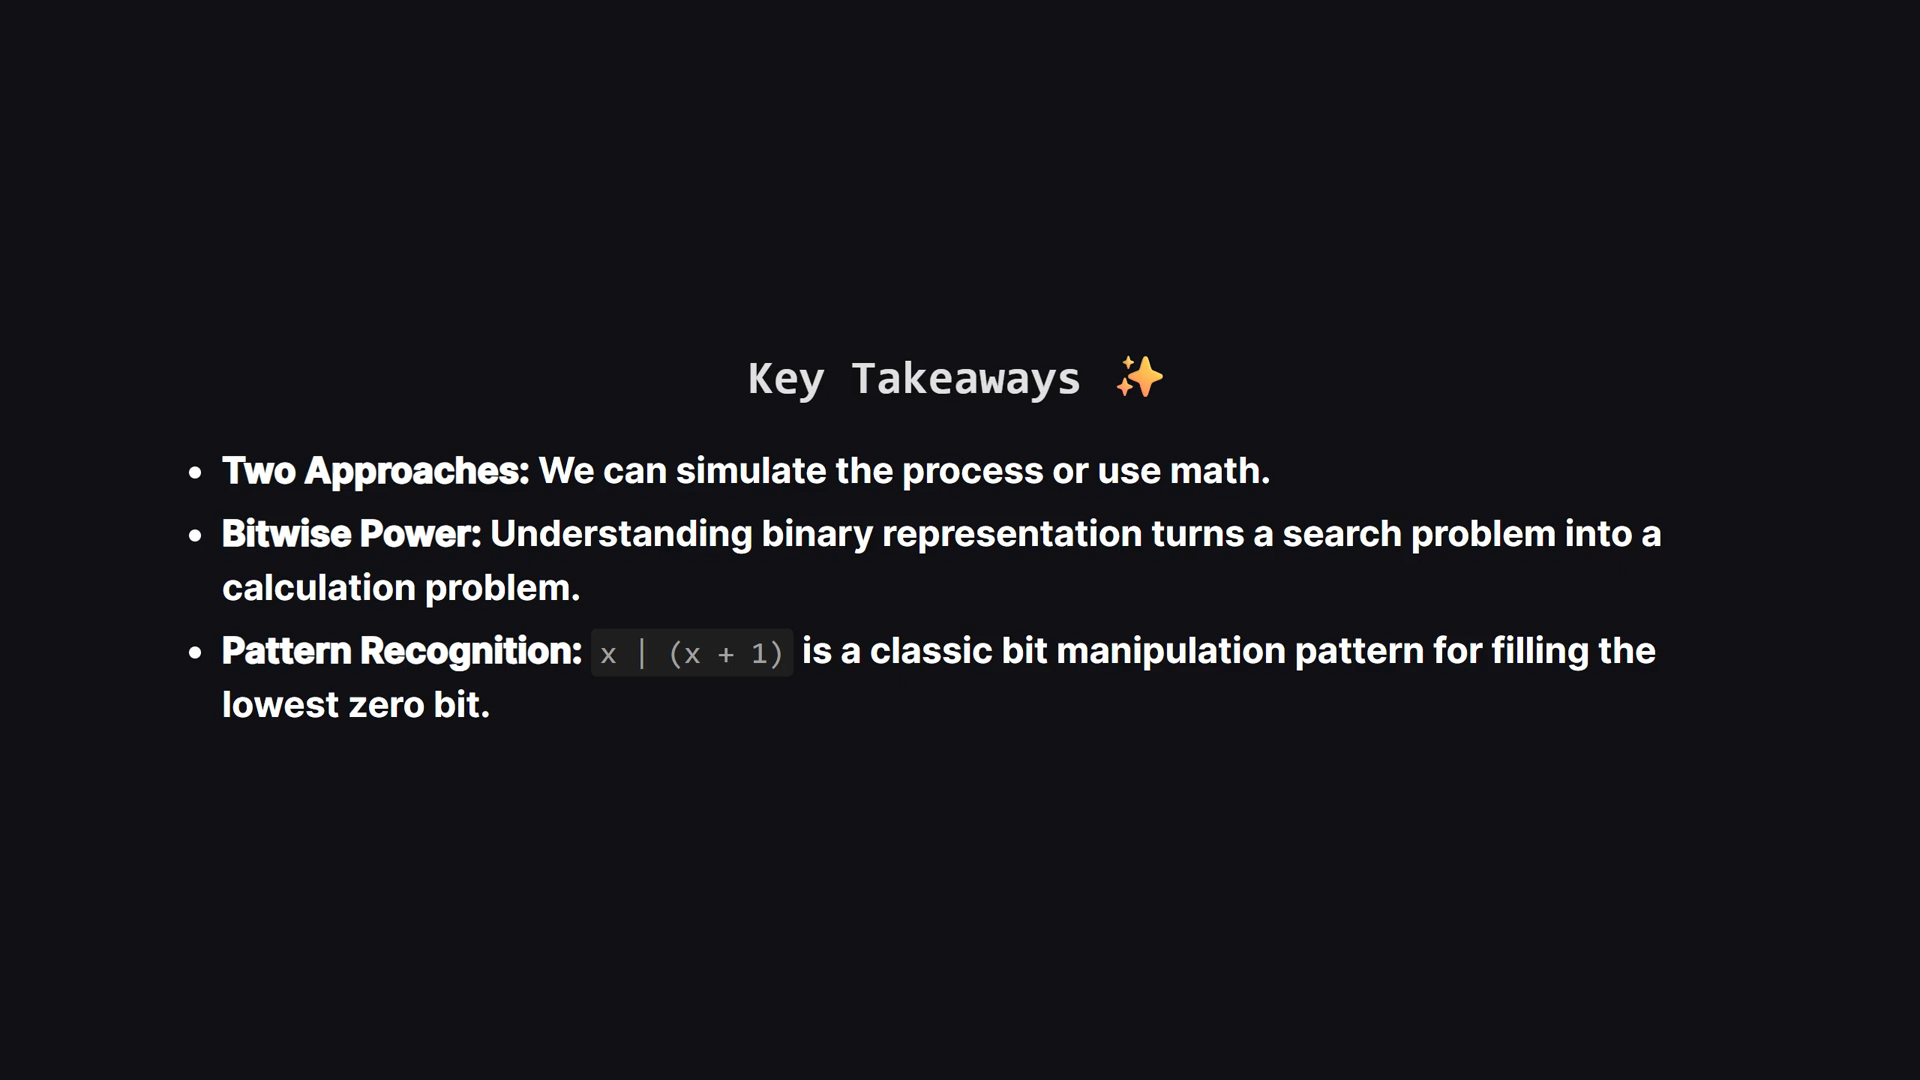 Key Takeaways ✨
• Two Approaches: We can simulate the process or use math.
• Bitwise Power: Understanding binary representation turns a search problem into a
calculation problem.
• Pattern Recognition: x | (x + 1) is a classic bit manipulation pattern for filling the
lowest zero bit.